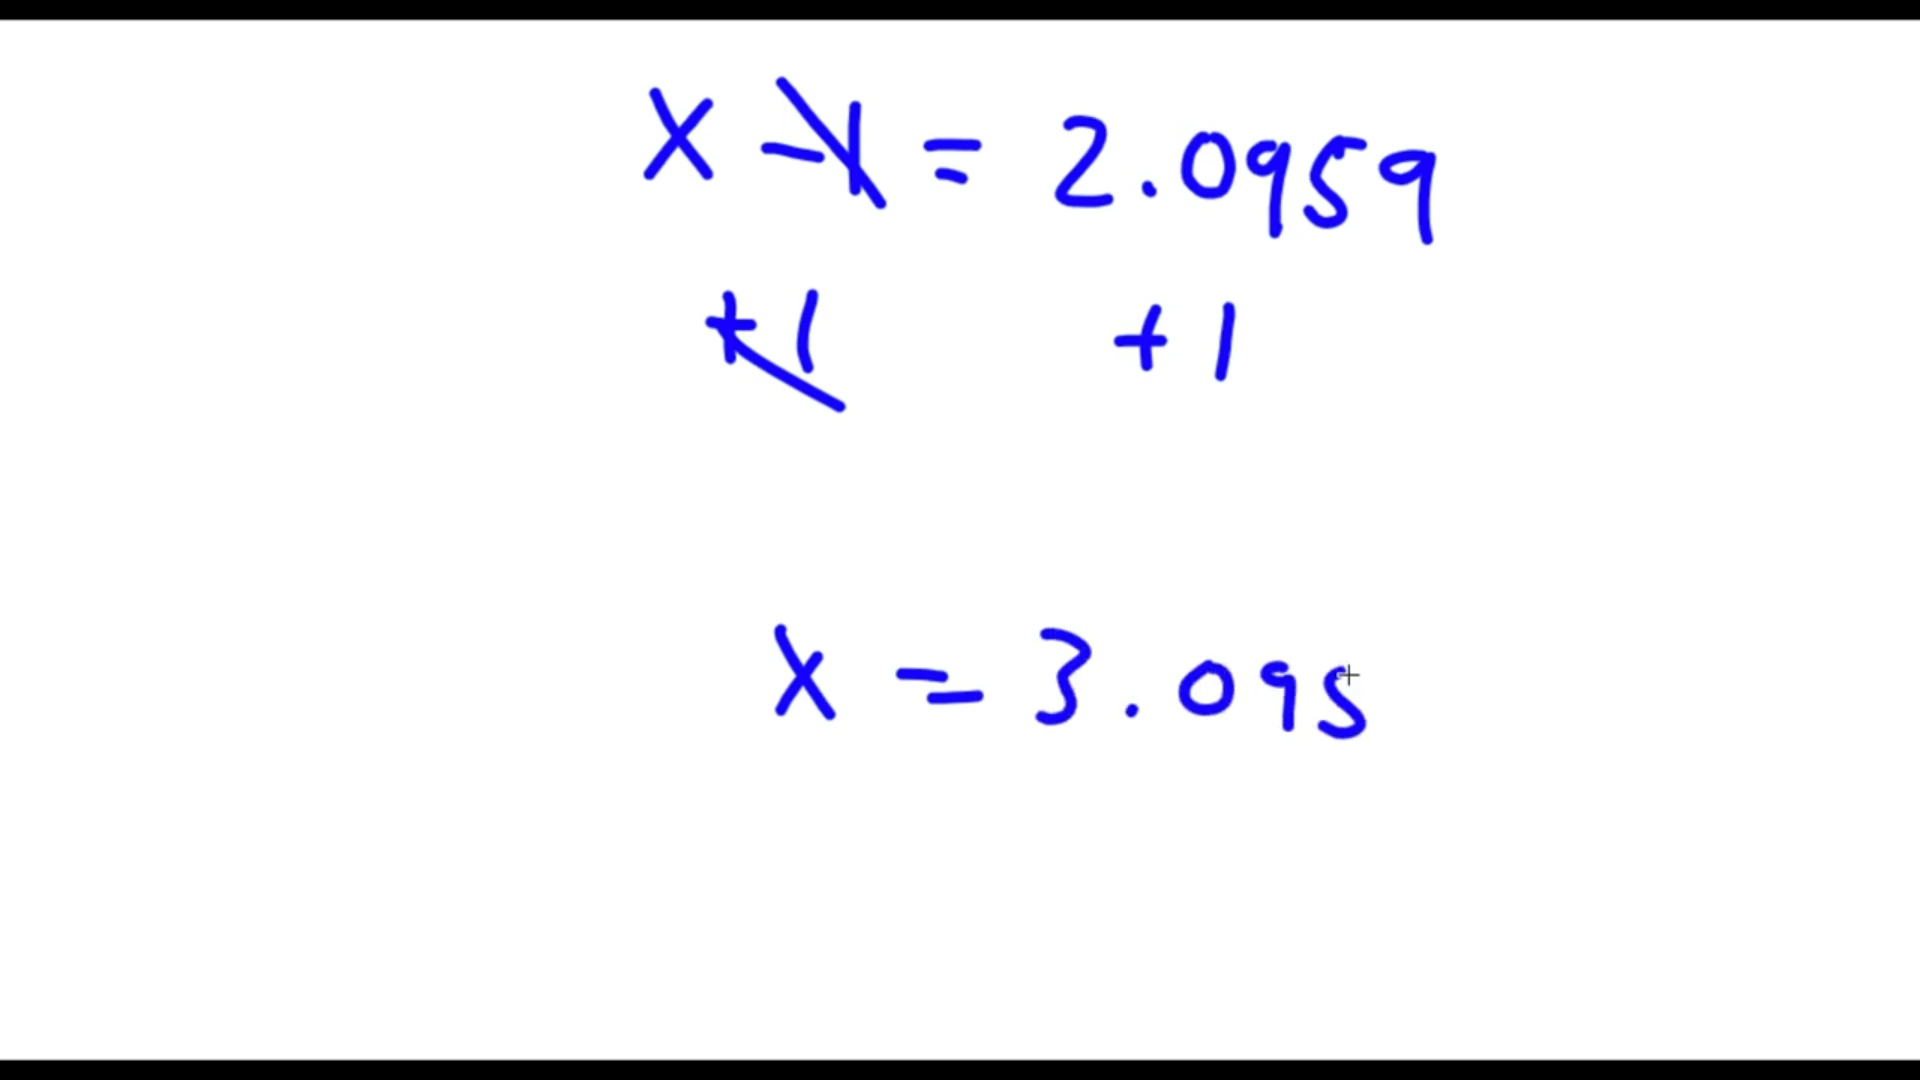 x - 1 = 2.0959
+1 +1
x = 3.095